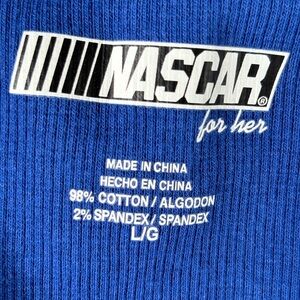 NASCAR®
for her
MADE IN CHINA
HECHO EN CHINA
98% COTTON / ALGODON
2% SPANDEX / SPANDEX
L/G